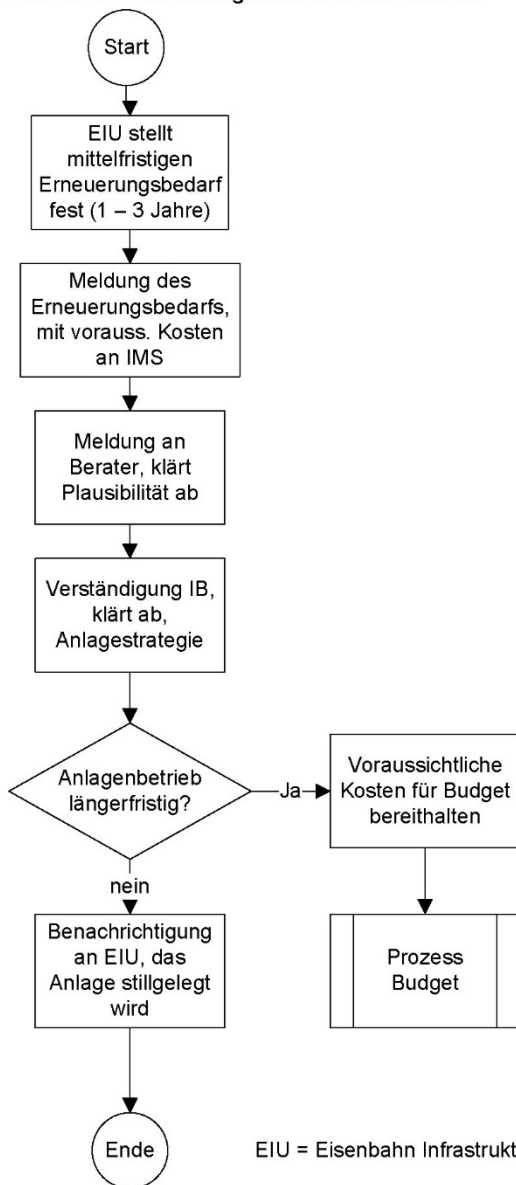 Start
EIU stellt
mittelfristigen
Erneuerungsbedarf
fest (1 – 3 Jahre)
Meldung des
Erneuerungsbedarfs,
mit vorauss. Kosten
an IMS
Meldung an
Berater, klärt
Plausibilität ab
Verständigung IB,
klärt ab,
Anlagestrategie
Anlagenbetrieb
längerfristig?
Ja
Voraussichtliche
Kosten für Budget
bereithalten
nein
Benachrichtigung
an EIU, das
Anlage stillgelegt
wird
Prozess
Budget
Ende
EIU = Eisenbahn Infrastrukt